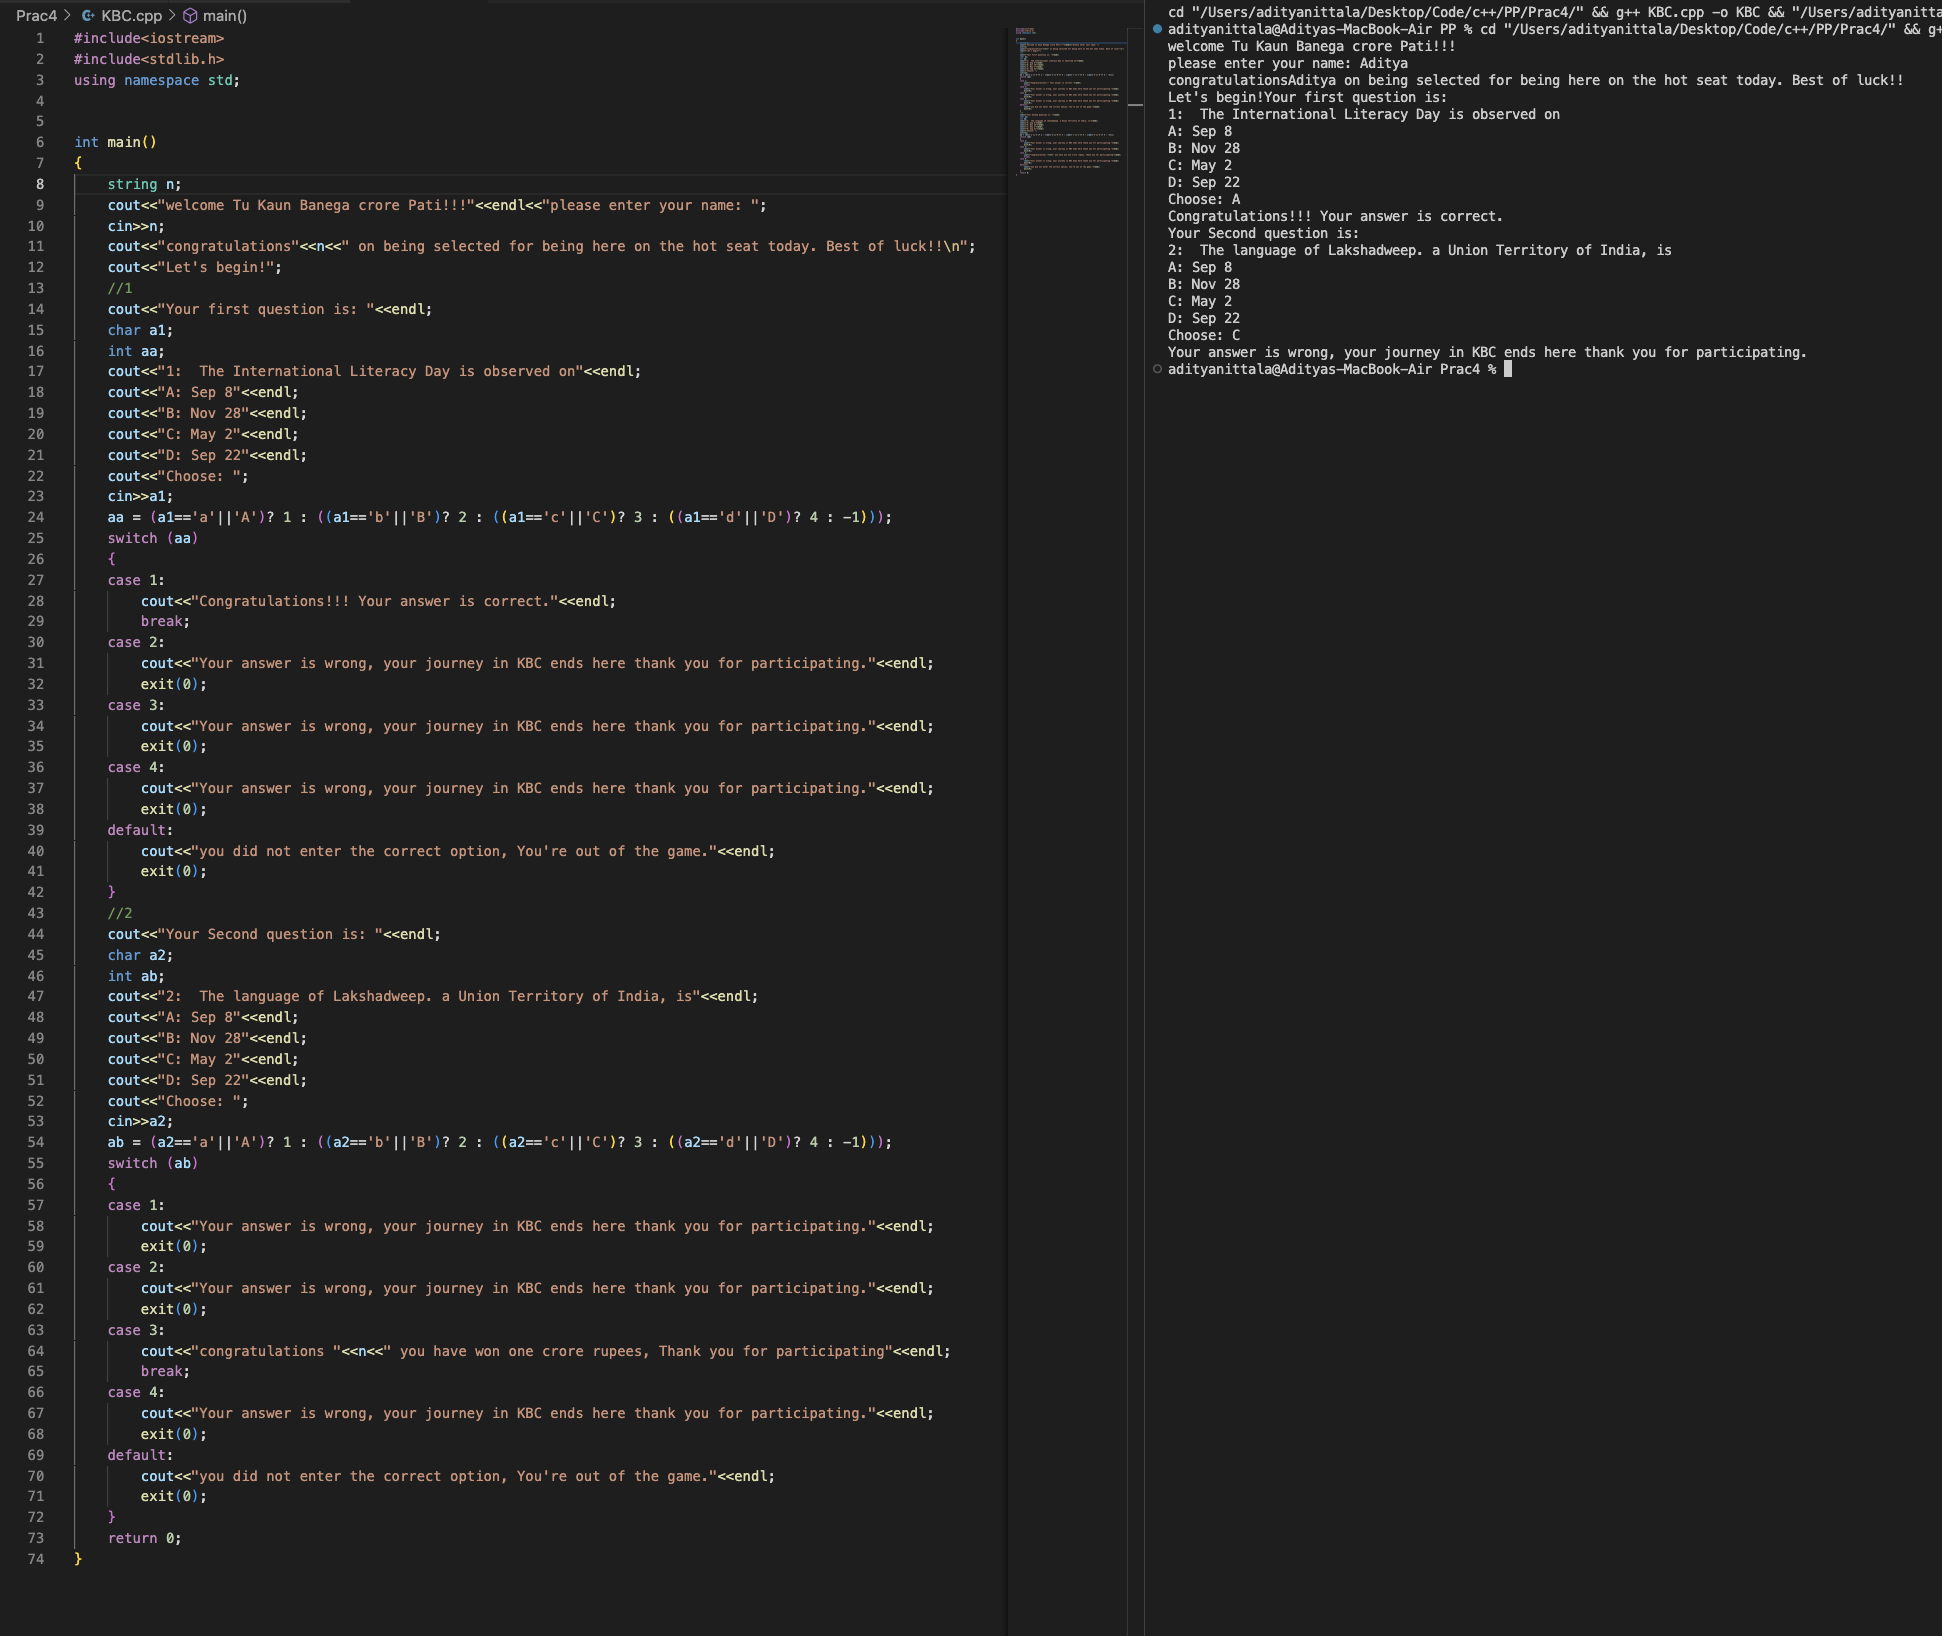 Prac4 > KBC.cpp > main()
1 #include<iostream>
2 #include<stdlib.h>
3 using namespace std;
4
5
6 int main()
7 {
8 string n;
9 cout<<"welcome Tu Kaun Banega crore Pati!!!"<<endl<<"please enter your name: ";
10 cin>>n;
11 cout<<"congratulations"<<n<<" on being selected for being here on the hot seat today. Best of luck!!\n";
12 cout<<"Let's begin!";
13 //1
14 cout<<"Your first question is: "<<endl;
15 char a1;
16 int aa;
17 cout<<"1:  The International Literacy Day is observed on"<<endl;
18 cout<<"A: Sep 8"<<endl;
19 cout<<"B: Nov 28"<<endl;
20 cout<<"C: May 2"<<endl;
21 cout<<"D: Sep 22"<<endl;
22 cout<<"Choose: ";
23 cin>>a1;
24 aa = (a1=='a'||'A')? 1 : ((a1=='b'||'B')? 2 : ((a1=='c'||'C')? 3 : ((a1=='d'||'D')? 4 : -1)));
25 switch (aa)
26 {
27 case 1:
28 cout<<"Congratulations!!! Your answer is correct."<<endl;
29 break;
30 case 2:
31 cout<<"Your answer is wrong, your journey in KBC ends here thank you for participating."<<endl;
32 exit(0);
33 case 3:
34 cout<<"Your answer is wrong, your journey in KBC ends here thank you for participating."<<endl;
35 exit(0);
36 case 4:
37 cout<<"Your answer is wrong, your journey in KBC ends here thank you for participating."<<endl;
38 exit(0);
39 default:
40 cout<<"you did not enter the correct option, You're out of the game."<<endl;
41 exit(0);
42 }
43 //2
44 cout<<"Your Second question is: "<<endl;
45 char a2;
46 int ab;
47 cout<<"2:  The language of Lakshadweep. a Union Territory of India, is"<<endl;
48 cout<<"A: Sep 8"<<endl;
49 cout<<"B: Nov 28"<<endl;
50 cout<<"C: May 2"<<endl;
51 cout<<"D: Sep 22"<<endl;
52 cout<<"Choose: ";
53 cin>>a2;
54 ab = (a2=='a'||'A')? 1 : ((a2=='b'||'B')? 2 : ((a2=='c'||'C')? 3 : ((a2=='d'||'D')? 4 : -1)));
55 switch (ab)
56 {
57 case 1:
58 cout<<"Your answer is wrong, your journey in KBC ends here thank you for participating."<<endl;
59 exit(0);
60 case 2:
61 cout<<"Your answer is wrong, your journey in KBC ends here thank you for participating."<<endl;
62 exit(0);
63 case 3:
64 cout<<"congratulations "<<n<<" you have won one crore rupees, Thank you for participating"<<endl;
65 break;
66 case 4:
67 cout<<"Your answer is wrong, your journey in KBC ends here thank you for participating."<<endl;
68 exit(0);
69 default:
70 cout<<"you did not enter the correct option, You're out of the game."<<endl;
71 exit(0);
72 }
73 return 0;
74 }
cd "/Users/adityanittala/Desktop/Code/c++/PP/Prac4/" && g++ KBC.cpp -o KBC && "/Users/adityanitta
adityanittala@Adityas-MacBook-Air PP % cd "/Users/adityanittala/Desktop/Code/c++/PP/Prac4/" && g+
welcome Tu Kaun Banega crore Pati!!!
please enter your name: Aditya
congratulationsAditya on being selected for being here on the hot seat today. Best of luck!!
Let's begin!Your first question is:
1:  The International Literacy Day is observed on
A: Sep 8
B: Nov 28
C: May 2
D: Sep 22
Choose: A
Congratulations!!! Your answer is correct.
Your Second question is:
2:  The language of Lakshadweep. a Union Territory of India, is
A: Sep 8
B: Nov 28
C: May 2
D: Sep 22
Choose: C
Your answer is wrong, your journey in KBC ends here thank you for participating.
adityanittala@Adityas-MacBook-Air Prac4 %